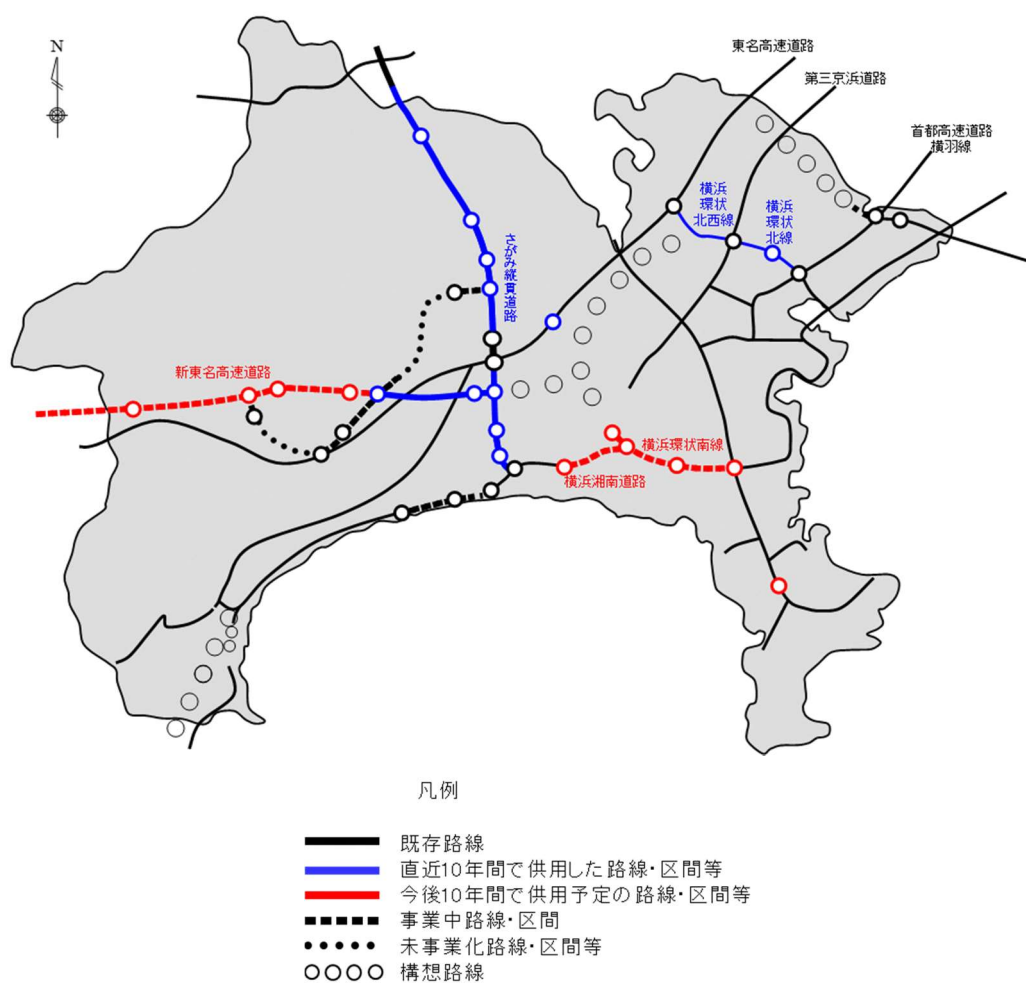 N
東名高速道路
第三京浜道路
首都高速道路
横羽線
横浜
環状
北西線
横浜
環状
北線
さがみ縦貫道路
新東名高速道路
横浜環状南線
横浜湘南道路
凡例
既存路線
直近10年間で供用した路線・区間等
今後10年間で供用予定の路線・区間等
事業中路線・区間
未事業化路線・区間等
構想路線